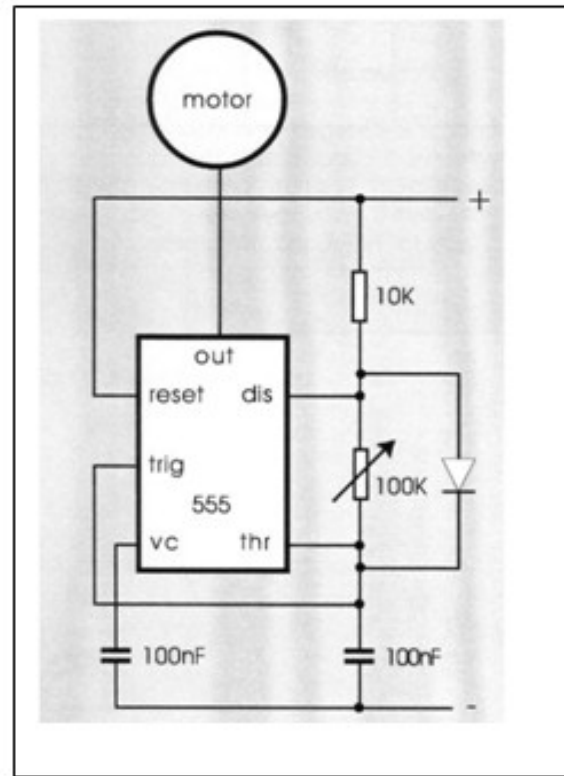 motor
+
10K
out
reset dis
trig
100K
555
vc thr
100nF 100nF
-